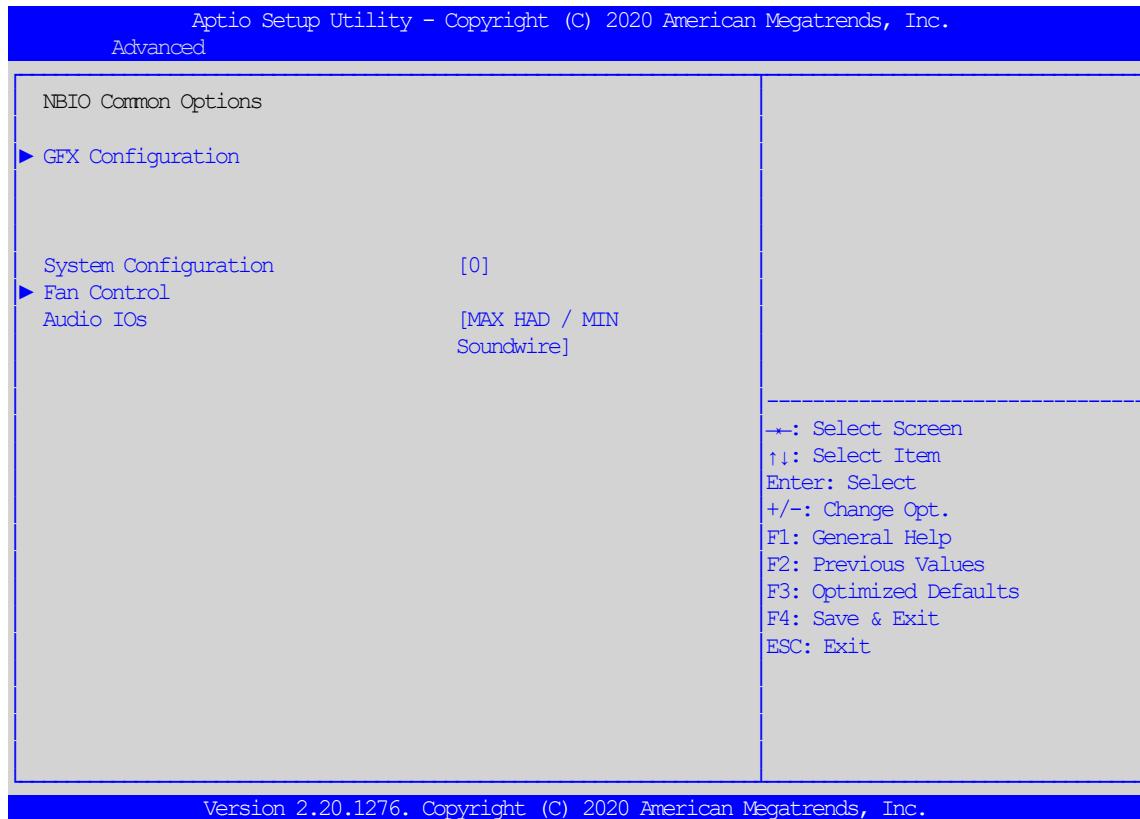 Aptio Setup Utility - Copyright (C) 2020 American Megatrends, Inc.
Advanced
NBIO Common Options
► GFX Configuration
System Configuration [0]
► Fan Control
Audio IOs [MAX HAD / MIN
Soundwire]
→←: Select Screen
↑↓: Select Item
Enter: Select
+/-: Change Opt.
F1: General Help
F2: Previous Values
F3: Optimized Defaults
F4: Save & Exit
ESC: Exit
Version 2.20.1276. Copyright (C) 2020 American Megatrends, Inc.